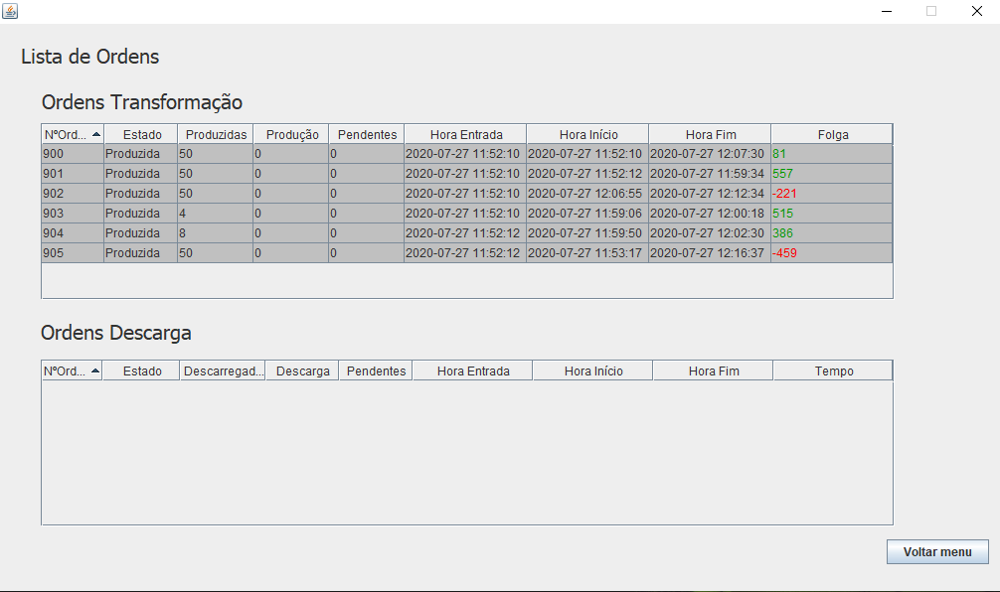 Lista de Ordens
Ordens Transformação
NºOrd... Estado Produzidas Produção Pendentes Hora Entrada Hora Início Hora Fim Folga
900 Produzida 50 0 0 2020-07-27 11:52:10 2020-07-27 11:52:10 2020-07-27 12:07:30 81
901 Produzida 50 0 0 2020-07-27 11:52:10 2020-07-27 11:52:12 2020-07-27 11:59:34 557
902 Produzida 50 0 0 2020-07-27 11:52:10 2020-07-27 12:06:55 2020-07-27 12:12:34 -221
903 Produzida 4 0 0 2020-07-27 11:52:10 2020-07-27 11:59:06 2020-07-27 12:00:18 515
904 Produzida 8 0 0 2020-07-27 11:52:12 2020-07-27 11:59:50 2020-07-27 12:02:30 386
905 Produzida 50 0 0 2020-07-27 11:52:12 2020-07-27 11:53:17 2020-07-27 12:16:37 -459
Ordens Descarga
NºOrd... Estado Descarregad... Descarga Pendentes Hora Entrada Hora Início Hora Fim Tempo
Voltar menu